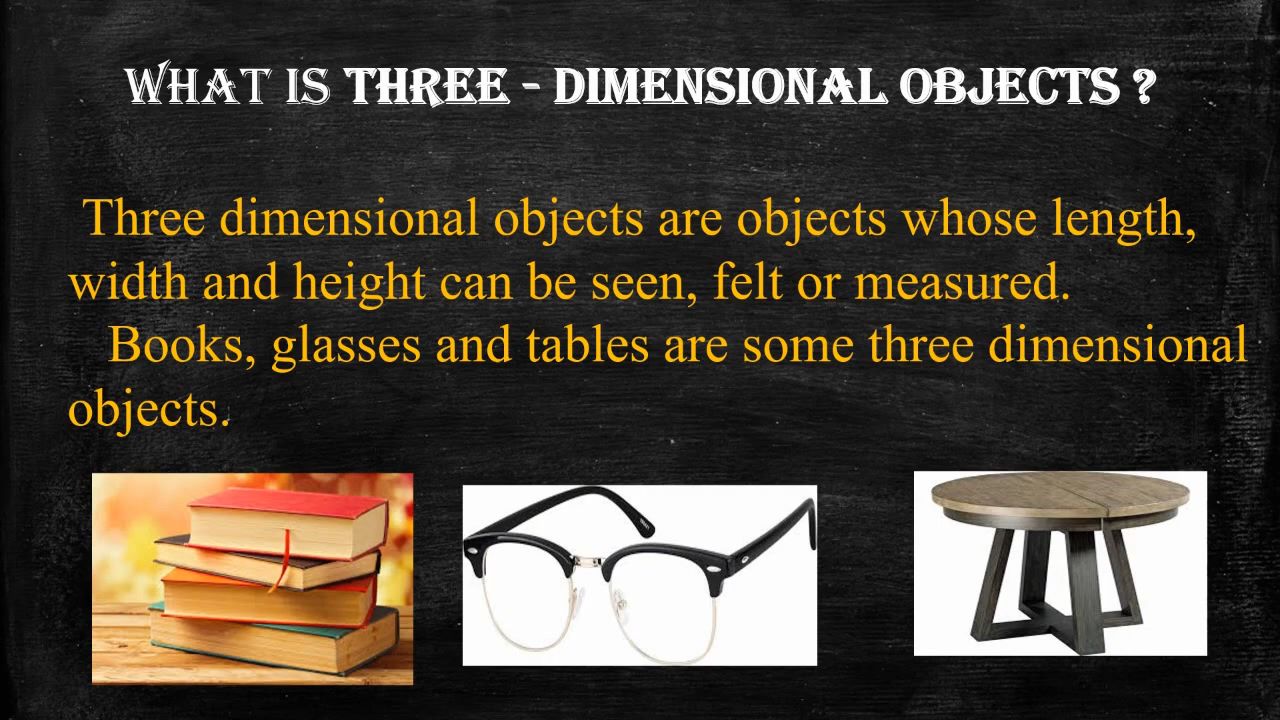 WHAT IS THREE - DIMENSIONAL OBJECTS ?
Three dimensional objects are objects whose length,
width and height can be seen, felt or measured.
Books, glasses and tables are some three dimensional
objects.